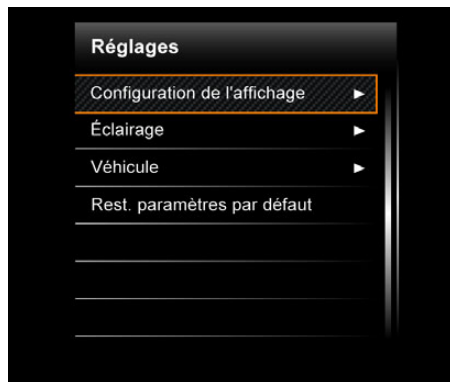 Réglages
Configuration de l'affichage
Éclairage
Véhicule
Rest. paramètres par défaut